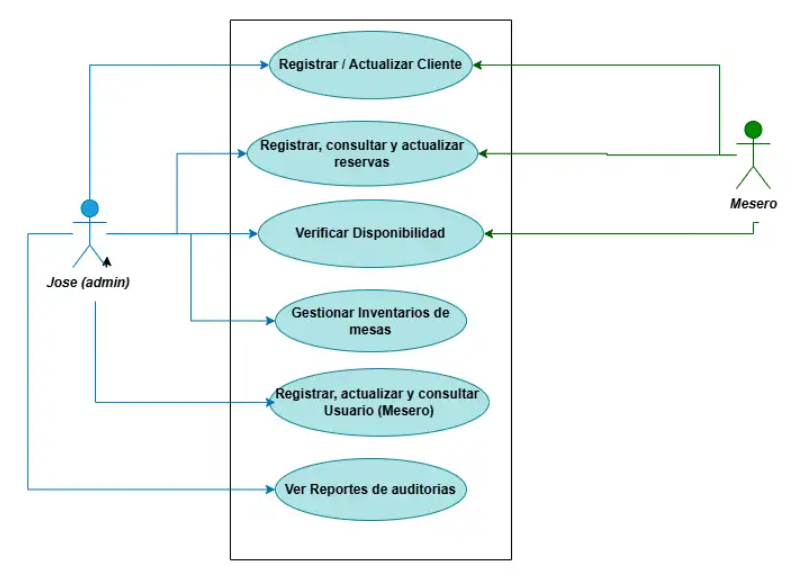 Registrar / Actualizar Cliente
Registrar, consultar y actualizar
reservas
Mesero
Verificar Disponibilidad
Jose (admin)
Gestionar Inventarios de
mesas
Registrar, actualizar y consultar
Usuario (Mesero)
Ver Reportes de auditorias